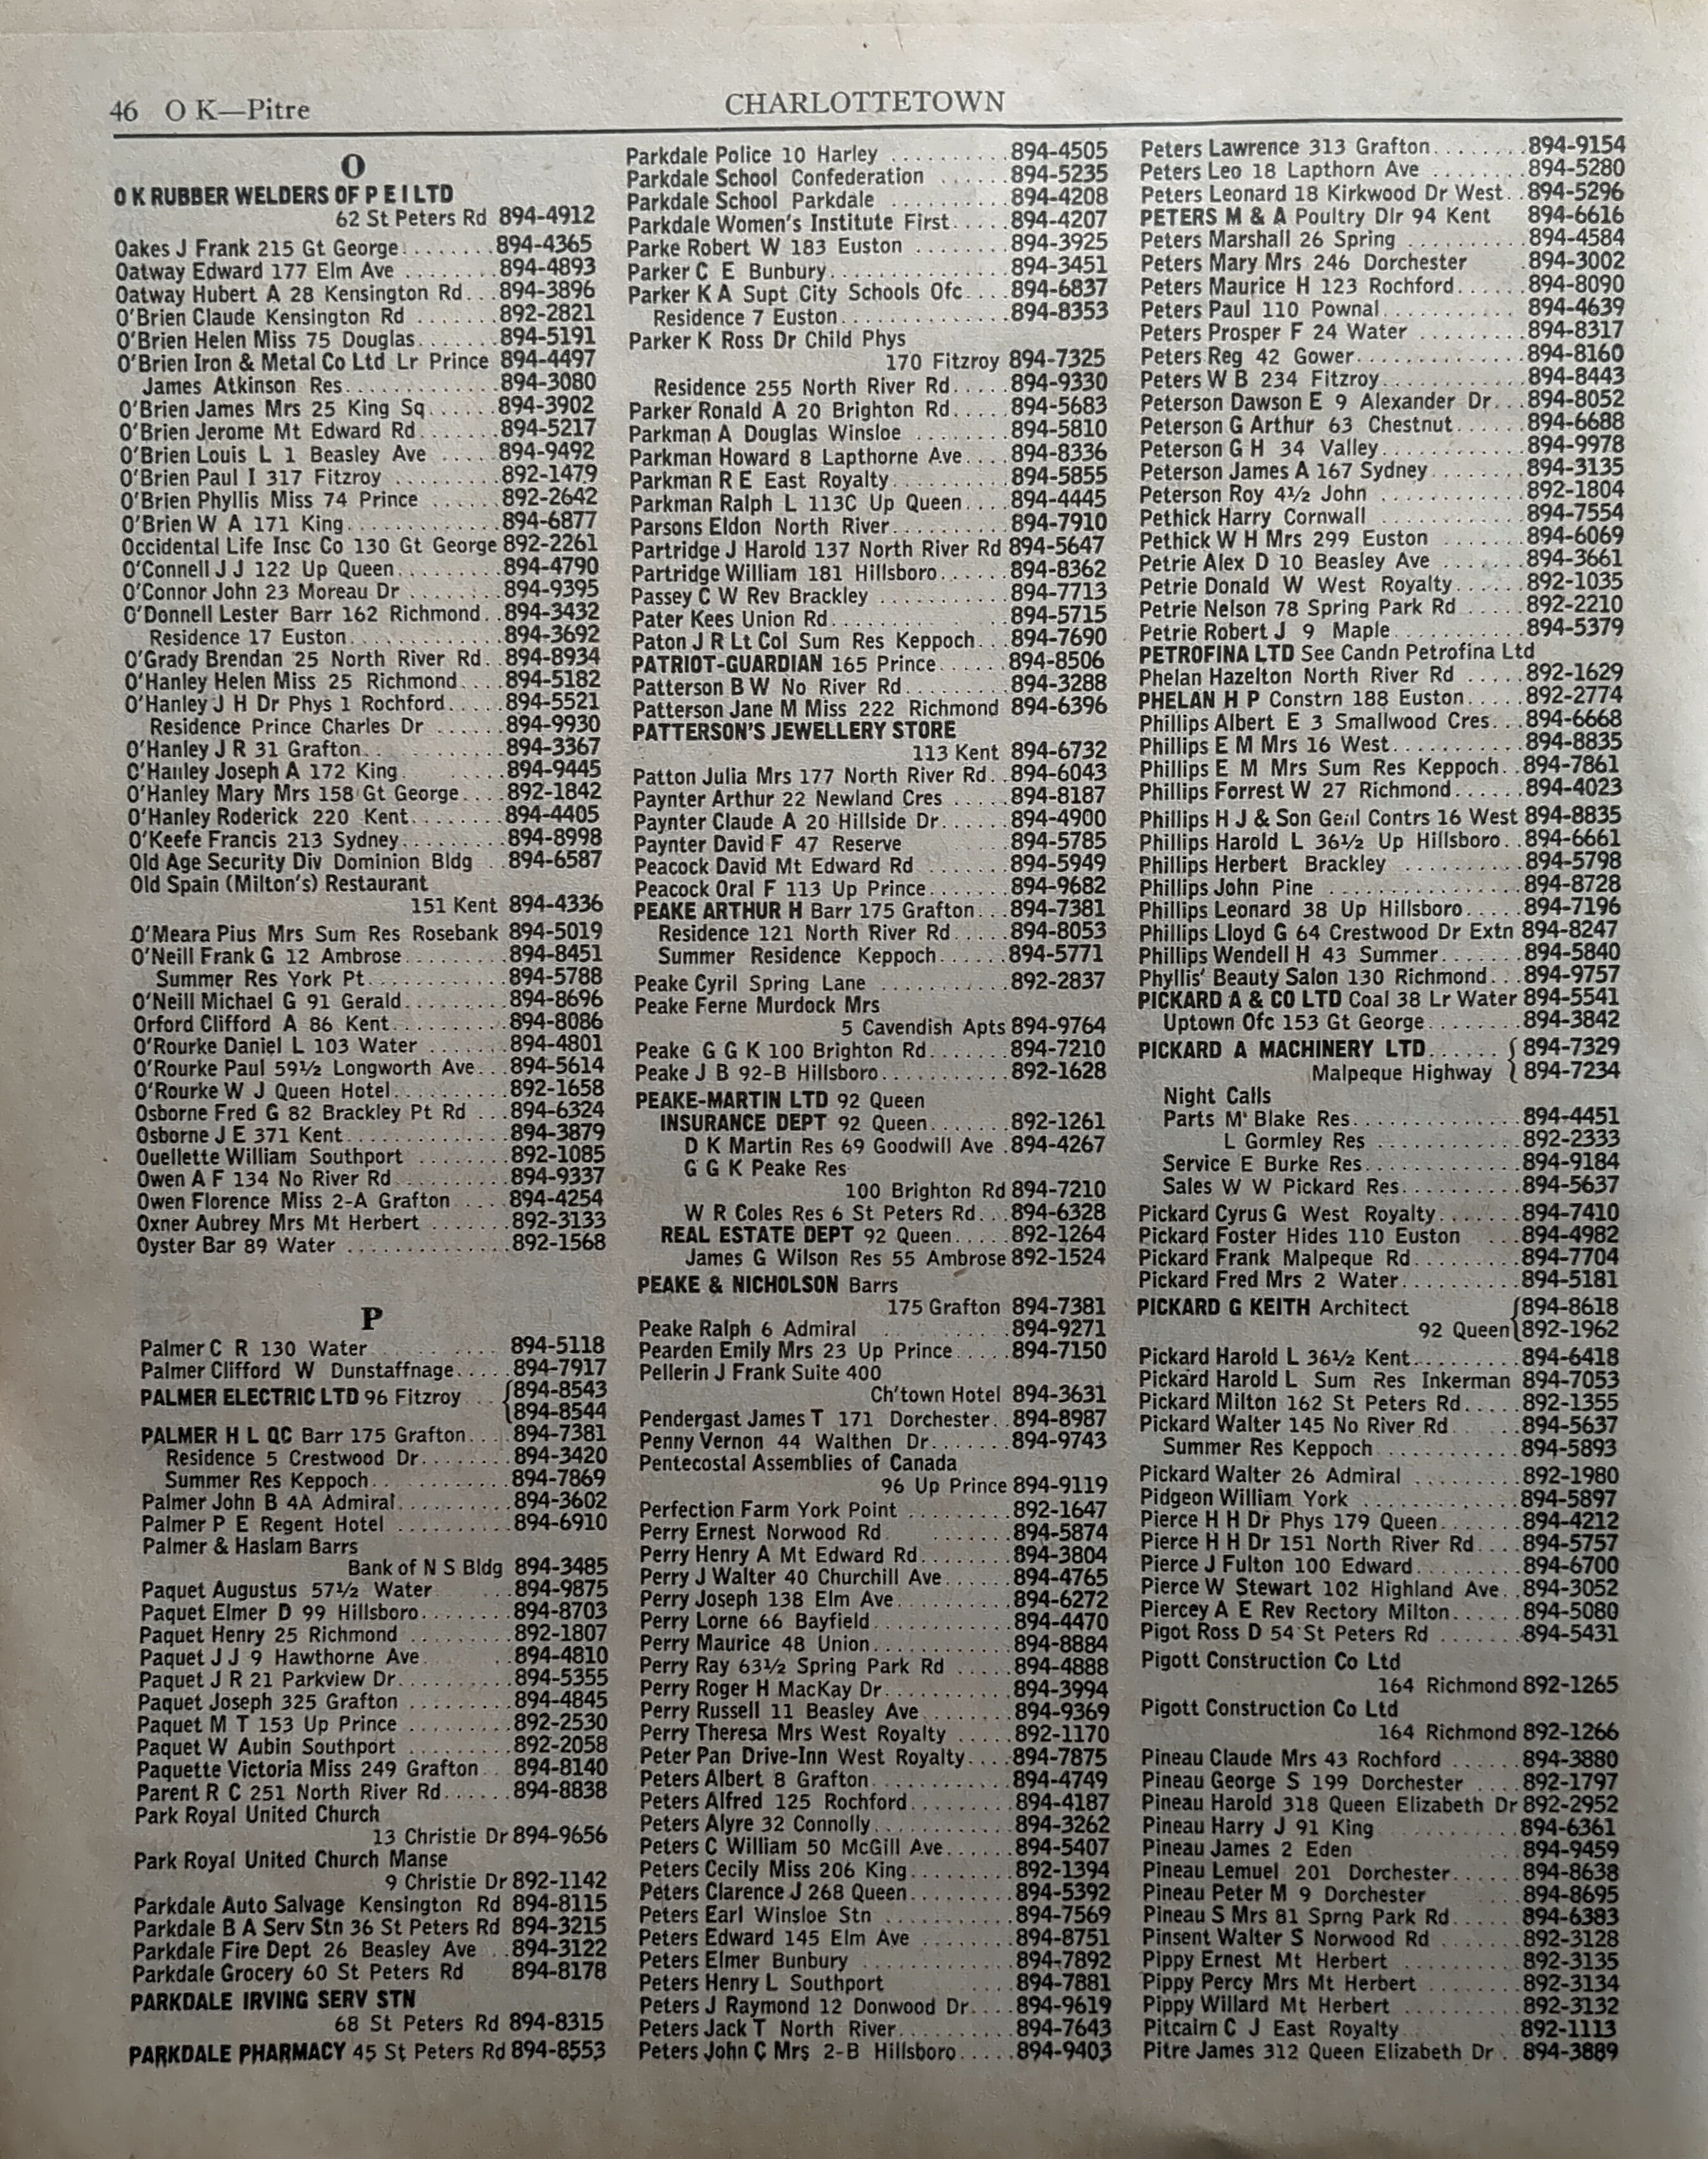 46 O K—Pitre
CHARLOTTETOWN
O
O K RUBBER WELDERS OF P E I LTD
62 St Peters Rd 894-4912
Oakes J Frank 215 Gt George........894-4365
Oatway Edward 177 Elm Ave ........894-4893
Oatway Hubert A 28 Kensington Rd...894-3896
O'Brien Claude Kensington Rd .......892-2821
O'Brien Helen Miss 75 Douglas.......894-5191
O'Brien Iron & Metal Co Ltd Lr Prince 894-4497
James Atkinson Res.............894-3080
O'Brien James Mrs 25 King Sq......894-3902
O'Brien Jerome Mt Edward Rd.......894-5217
O'Brien Louis L 1 Beasley Ave .....894-9492
O'Brien Paul I 317 Fitzroy .........892-1479
O'Brien Phyllis Miss 74 Prince ......892-2642
O'Brien W A 171 King.............894-6877
Occidental Life Insc Co 130 Gt George 892-2261
O'Connell J J 122 Up Queen.........894-4790
O'Connor John 23 Moreau Dr ........894-9395
O'Donnell Lester Barr 162 Richmond..894-3432
Residence 17 Euston.............894-3692
O'Grady Brendan 25 North River Rd..894-8934
O'Hanley Helen Miss 25 Richmond....894-5182
O'Hanley J H Dr Phys 1 Rochford.....894-5521
Residence Prince Charles Dr ......894-9930
O'Hanley J R 31 Grafton............894-3367
O'Hanley Joseph A 172 King.........894-9445
O'Hanley Mary Mrs 158 Gt George....892-1842
O'Hanley Roderick 220 Kent........894-4405
O'Keefe Francis 213 Sydney.........894-8998
Old Age Security Div Dominion Bldg ..894-6587
Old Spain (Milton's) Restaurant
151 Kent 894-4336
O'Meara Pius Mrs Sum Res Rosebank 894-5019
O'Neill Frank G 12 Ambrose.........894-8451
Summer Res York Pt............894-5788
O'Neill Michael G 91 Gerald.........894-8696
Orford Clifford A 86 Kent..........894-8086
O'Rourke Daniel L 103 Water .......894-4801
O'Rourke Paul 59½ Longworth Ave...894-5614
O'Rourke W J Queen Hotel..........892-1658
Osborne Fred G 82 Brackley Pt Rd ...894-6324
Osborne J E 371 Kent..............894-3879
Ouellette William Southport ........892-1085
Owen A F 134 No River Rd..........894-9337
Owen Florence Miss 2-A Grafton ....894-4254
Oxner Aubrey Mrs Mt Herbert .......892-3133
Oyster Bar 89 Water ..............892-1568
P
Palmer C R 130 Water ........ 894-5118
Palmer Clifford W Dunstaffnage.....894-7917
PALMER ELECTRIC LTD 96 Fitzroy ...{894-8543
894-8544
PALMER H L QC Barr 175 Grafton....894-7381
Residence 5 Crestwood Dr........894-3420
Summer Res Keppoch............894-7869
Palmer John B 4A Admiral..........894-3602
Palmer P E Regent Hotel ..........894-6910
Palmer & Haslam Barrs
Bank of N S Bldg 894-3485
Paquet Augustus 57½ Water .......894-9875
Paquet Elmer D 99 Hillsboro........894-8703
Paquet Henry 25 Richmond .........892-1807
Paquet J J 9 Hawthorne Ave........894-4810
Paquet J R 21 Parkview Dr.........894-5355
Paquet Joseph 325 Grafton .........894-4845
Paquet M T 153 Up Prince .........892-2530
Paquet W Aubin Southport .........892-2058
Paquette Victoria Miss 249 Grafton ..894-8140
Parent R C 251 North River Rd......894-8838
Park Royal United Church
13 Christie Dr 894-9656
Park Royal United Church Manse
9 Christie Dr 892-1142
Parkdale Auto Salvage Kensington Rd 894-8115
Parkdale B A Serv Stn 36 St Peters Rd 894-3215
Parkdale Fire Dept 26 Beasley Ave ..894-3122
Parkdale Grocery 60 St Peters Rd 894-8178
PARKDALE IRVING SERV STN
68 St Peters Rd 894-8315
PARKDALE PHARMACY 45 St Peters Rd 894-8553
Parkdale Police 10 Harley ..........894-4505
Parkdale School Confederation ......894-5235
Parkdale School Parkdale ..........894-4208
Parkdale Women's Institute First.....894-4207
Parke Robert W 183 Euston .........894-3925
Parker C E Bunbury...............894-3451
Parker K A Supt City Schools Ofc....894-6837
Residence 7 Euston..............894-8353
Parker K Ross Dr Child Phys
170 Fitzroy 894-7325
Residence 255 North River Rd.....894-9330
Parker Ronald A 20 Brighton Rd.....894-5683
Parkman A Douglas Winsloe ........894-5810
Parkman Howard 8 Lapthorne Ave....894-8336
Parkman R E East Royalty..........894-5855
Parkman Ralph L 113C Up Queen....894-4445
Parsons Eldon North River..........894-7910
Partridge J Harold 137 North River Rd 894-5647
Partridge William 181 Hillsboro......894-8362
Passey C W Rev Brackley ...........894-7713
Pater Kees Union Rd...............894-5715
Paton J R Lt Col Sum Res Keppoch...894-7690
PATRIOT-GUARDIAN 165 Prince......894-8506
Patterson B W No River Rd.........894-3288
Patterson Jane M Miss 222 Richmond 894-6396
PATTERSON'S JEWELLERY STORE
113 Kent 894-6732
Patton Julia Mrs 177 North River Rd..894-6043
Paynter Arthur 22 Newland Cres .....894-8187
Paynter Claude A 20 Hillside Dr......894-4900
Paynter David F 47 Reserve .......894-5785
Peacock David Mt Edward Rd .......894-5949
Peacock Oral F 113 Up Prince.......894-9682
PEAKE ARTHUR H Barr 175 Grafton...894-7381
Residence 121 North River Rd.....894-8053
Summer Residence Keppoch......894-5771
Peake Cyril Spring Lane ...........892-2837
Peake Ferne Murdock Mrs
5 Cavendish Apts 894-9764
Peake G G K 100 Brighton Rd.......894-7210
Peake J B 92-B Hillsboro...........892-1628
PEAKE-MARTIN LTD 92 Queen
INSURANCE DEPT 92 Queen.......892-1261
D K Martin Res 69 Goodwill Ave .894-4267
G G K Peake Res
100 Brighton Rd 894-7210
W R Coles Res 6 St Peters Rd...894-6328
REAL ESTATE DEPT 92 Queen.....892-1264
James G Wilson Res 55 Ambrose 892-1524
PEAKE & NICHOLSON Barrs
175 Grafton 894-7381
Peake Ralph 6 Admiral ...........894-9271
Pearden Emily Mrs 23 Up Prince.....894-7150
Pellerin J Frank Suite 400
Ch'town Hotel 894-3631
Pendergast James T 171 Dorchester..894-8987
Penny Vernon 44 Walthen Dr.......894-9743
Pentecostal Assemblies of Canada
96 Up Prince 894-9119
Perfection Farm York Point .........892-1647
Perry Ernest Norwood Rd .........894-5874
Perry Henry A Mt Edward Rd........894-3804
Perry J Walter 40 Churchill Ave......894-4765
Perry Joseph 138 Elm Ave..........894-6272
Perry Lorne 66 Bayfield............894-4470
Perry Maurice 48 Union............894-8884
Perry Ray 63½ Spring Park Rd .....894-4888
Perry Roger H MacKay Dr...........894-3994
Perry Russell 11 Beasley Ave........894-9369
Perry Theresa Mrs West Royalty ....892-1170
Peter Pan Drive-Inn West Royalty....894-7875
Peters Albert 8 Grafton............894-4749
Peters Alfred 125 Rochford.........894-4187
Peters Alyre 32 Connolly...........894-3262
Peters C William 50 McGill Ave......894-5407
Peters Cecily Miss 206 King.........892-1394
Peters Clarence J 268 Queen........894-5392
Peters Earl Winsloe Stn ...........894-7569
Peters Edward 145 Elm Ave ........894-8751
Peters Elmer Bunbury ............894-7892
Peters Henry L Southport 894-7881
Peters J Raymond 12 Donwood Dr....894-9619
Peters Jack T North River..........894-7643
Peters John C Mrs 2-B Hillsboro.....894-9403
Peters Lawrence 313 Grafton........894-9154
Peters Leo 18 Lapthorn Ave ........894-5280
Peters Leonard 18 Kirkwood Dr West..894-5296
PETERS M & A Poultry Dlr 94 Kent 894-6616
Peters Marshall 26 Spring ..........894-4584
Peters Mary Mrs 246 Dorchester .894-3002
Peters Maurice H 123 Rochford......894-8090
Peters Paul 110 Pownal............ 894-4639
Peters Prosper F 24 Water .........894-8317
Peters Reg 42 Gower...............894-8160
Peters W B 234 Fitzroy.............894-8443
Peterson Dawson E 9 Alexander Dr...894-8052
Peterson G Arthur 63 Chestnut......894-6688
Peterson G H 34 Valley.............894-9978
Peterson James A 167 Sydney........894-3135
Peterson Roy 4½ John .............892-1804
Pethick Harry Cornwall ............894-7554
Pethick W H Mrs 299 Euston .......894-6069
Petrie Alex D 10 Beasley Ave .......894-3661
Petrie Donald W West Royalty......892-1035
Petrie Nelson 78 Spring Park Rd .....892-2210
Petrie Robert J 9 Maple...........894-5379
PETROFINA LTD See Candn Petrofina Ltd
Phelan Hazelton North River Rd .....892-1629
PHELAN H P Constrn 188 Euston.....892-2774
Phillips Albert E 3 Smallwood Cres...894-6668
Phillips E M Mrs 16 West...........894-8835
Phillips E M Mrs Sum Res Keppoch..894-7861
Phillips Forrest W 27 Richmond......894-4023
Phillips H J & Son Genl Contrs 16 West 894-8835
Phillips Harold L 36½ Up Hillsboro..894-6661
Phillips Herbert Brackley ..........894-5798
Phillips John Pine ................894-8728
Phillips Leonard 38 Up Hillsboro.....894-7196
Phillips Lloyd G 64 Crestwood Dr Extn 894-8247
Phillips Wendell H 43 Summer.......894-5840
Phyllis' Beauty Salon 130 Richmond...894-9757
PICKARD A & CO LTD Coal 38 Lr Water 894-5541
Uptown Ofc 153 Gt George........894-3842
PICKARD A MACHINERY LTD......{894-7329
Malpeque Highway 894-7234
Night Calls
Parts M Blake Res..............894-4451
L Gormley Res .............892-2333
Service E Burke Res.............894-9184
Sales W W Pickard Res..........894-5637
Pickard Cyrus G West Royalty.......894-7410
Pickard Foster Hides 110 Euston ...894-4982
Pickard Frank Malpeque Rd .........894-7704
Pickard Fred Mrs 2 Water..........894-5181
PICKARD G KEITH Architect {894-8618
92 Queen 892-1962
Pickard Harold L 36½ Kent.........894-6418
Pickard Harold L Sum Res Inkerman 894-7053
Pickard Milton 162 St Peters Rd.....892-1355
Pickard Walter 145 No River Rd.....894-5637
Summer Res Keppoch............894-5893
Pickard Walter 26 Admiral .........892-1980
Pidgeon William York .............894-5897
Pierce H H Dr Phys 179 Queen.......894-4212
Pierce H H Dr 151 North River Rd....894-5757
Pierce J Fulton 100 Edward.........894-6700
Pierce W Stewart 102 Highland Ave..894-3052
Piercey A E Rev Rectory Milton......894-5080
Pigot Ross D 54 St Peters Rd .......894-5431
Pigott Construction Co Ltd
164 Richmond 892-1265
Pigott Construction Co Ltd
164 Richmond 892-1266
Pineau Claude Mrs 43 Rochford ......894-3880
Pineau George S 199 Dorchester ....892-1797
Pineau Harold 318 Queen Elizabeth Dr 892-2952
Pineau Harry J 91 King ............894-6361
Pineau James 2 Eden .............894-9459
Pineau Lemuel 201 Dorchester......894-8638
Pineau Peter M 9 Dorchester .......894-8695
Pineau S Mrs 81 Sprng Park Rd......894-6383
Pinsent Walter S Norwood Rd .......892-3128
Pippy Ernest Mt Herbert ..........892-3135
Pippy Percy Mrs Mt Herbert ........892-3134
Pippy Willard Mt Herbert ..........892-3132
Pitcairn C J East Royalty..........892-1113
Pitre James 312 Queen Elizabeth Dr ..894-3889